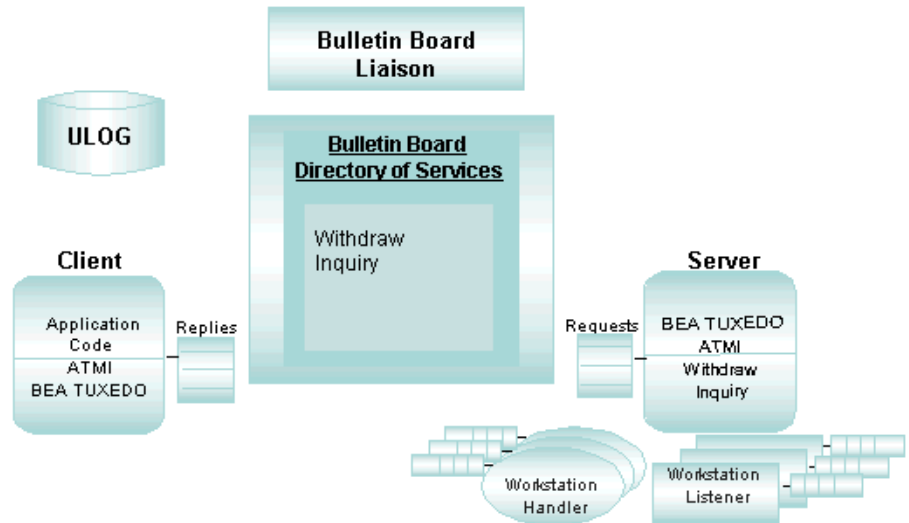 Bulletin Board
Liaison
ULOG
Bulletin Board
Directory of Services
Withdraw
Inquiry
Client
Application
Code
ATMI
BEA TUXEDO
Replies
Requests
Server
BEA TUXEDO
ATMI
Withdraw
Inquiry
Workstation
Handler
Workstation
Listener